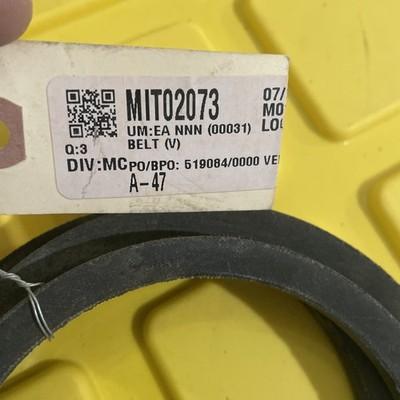 MIT02073
07/
UM:EA NNN (00031)
MO
BELT (V)
LO
Q:3
DIV:MC
PO/BPO: 519084/0000 VE
A-47